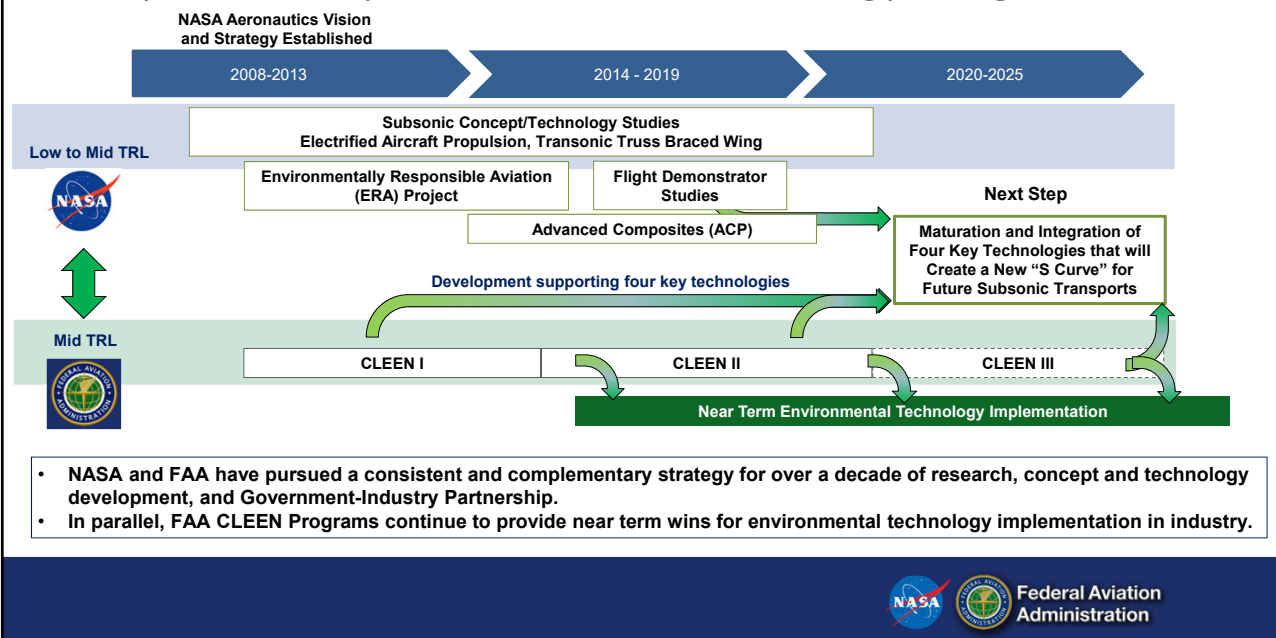 NASA Aeronautics Vision
and Strategy Established
2008-2013
2014 - 2019
2020-2025
Low to Mid TRL
NASA
Subsonic Concept/Technology Studies
Electrified Aircraft Propulsion, Transonic Truss Braced Wing
Environmentally Responsible Aviation
(ERA) Project
Flight Demonstrator
Studies
Advanced Composites (ACP)
Next Step
Maturation and Integration of
Four Key Technologies that will
Create a New “S Curve” for
Future Subsonic Transports
Development supporting four key technologies
Mid TRL
FEDERAL AVIATION
ADMINISTRATION
CLEEN I
CLEEN II
CLEEN III
Near Term Environmental Technology Implementation
• NASA and FAA have pursued a consistent and complementary strategy for over a decade of research, concept and technology
development, and Government-Industry Partnership.
• In parallel, FAA CLEEN Programs continue to provide near term wins for environmental technology implementation in industry.
NASA
Federal Aviation
Administration